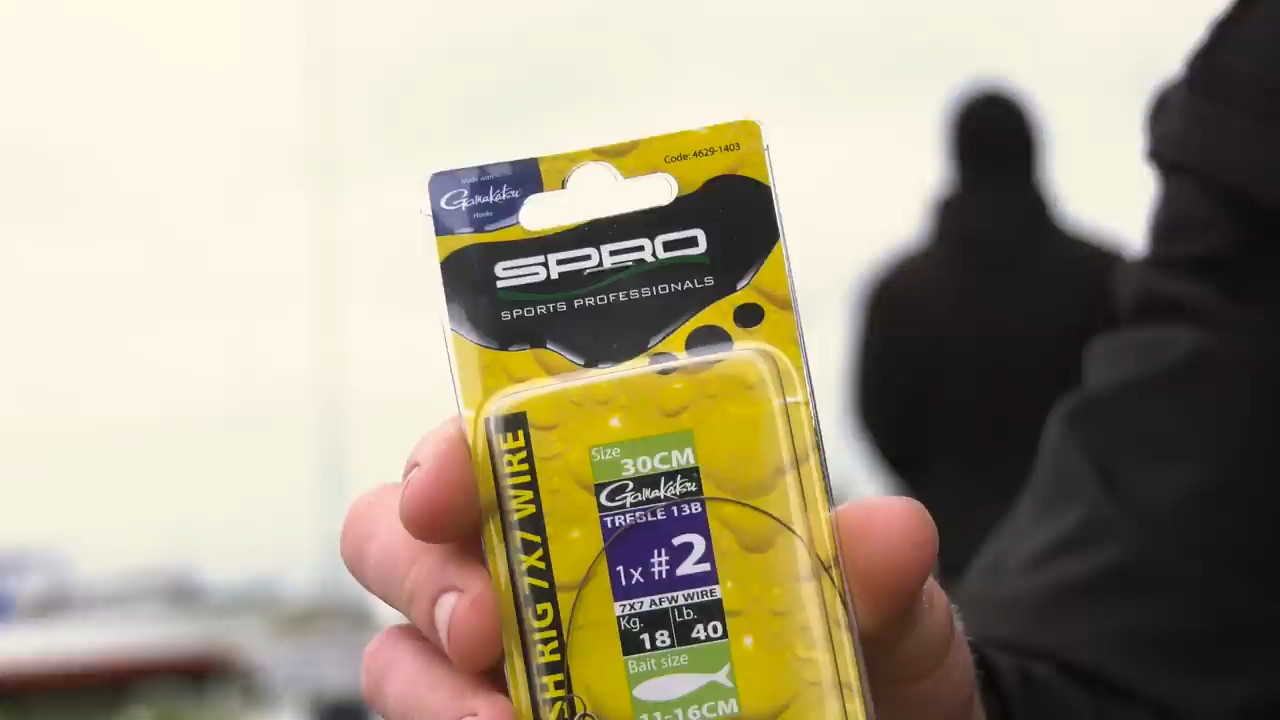 Code: 4629-1403
Made with
Gamakatsu
Hooks
SPRO
SPORTS PROFESSIONALS
SH RIG 7X7 WIRE
Size
30CM
Gamakatsu
TREBLE 13B
1x #2
7X7 AFW WIRE
Kg. 18
Lb. 40
Bait size
11-16CM